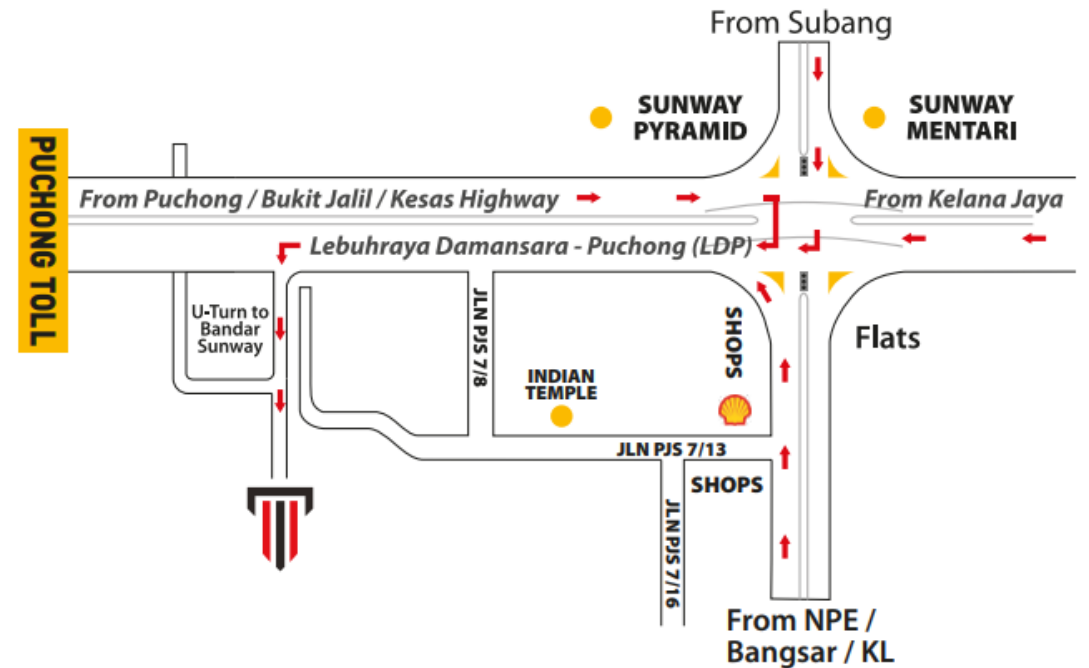 From Subang
SUNWAY
PYRAMID
SUNWAY
MENTARI
PUCHONG TOLL
From Puchong / Bukit Jalil / Kesas Highway
From Kelana Jaya
Lebuhraya Damansara - Puchong (LDP)
U-Turn to
Bandar
Sunway
JLN PJS 7/8
INDIAN
TEMPLE
SHOPS
Flats
JLN PJS 7/13
SHOPS
JLN PJS 7/16
From NPE /
Bangsar / KL